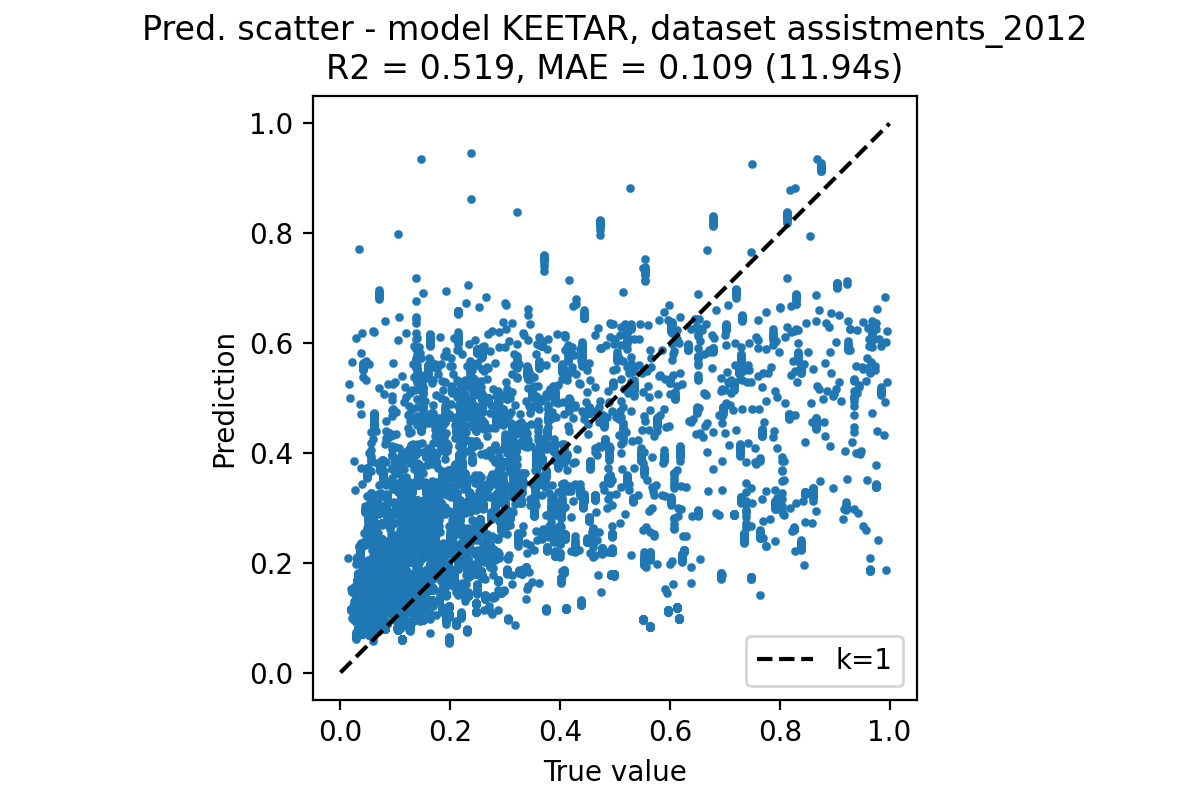 Pred. scatter - model KEETAR, dataset assistments_2012
R2 = 0.519, MAE = 0.109 (11.94s)
1.0
0.8
0.6
0.4
0.2
0.0
Prediction
k=1
0.0 0.2 0.4 0.6 0.8 1.0
True value